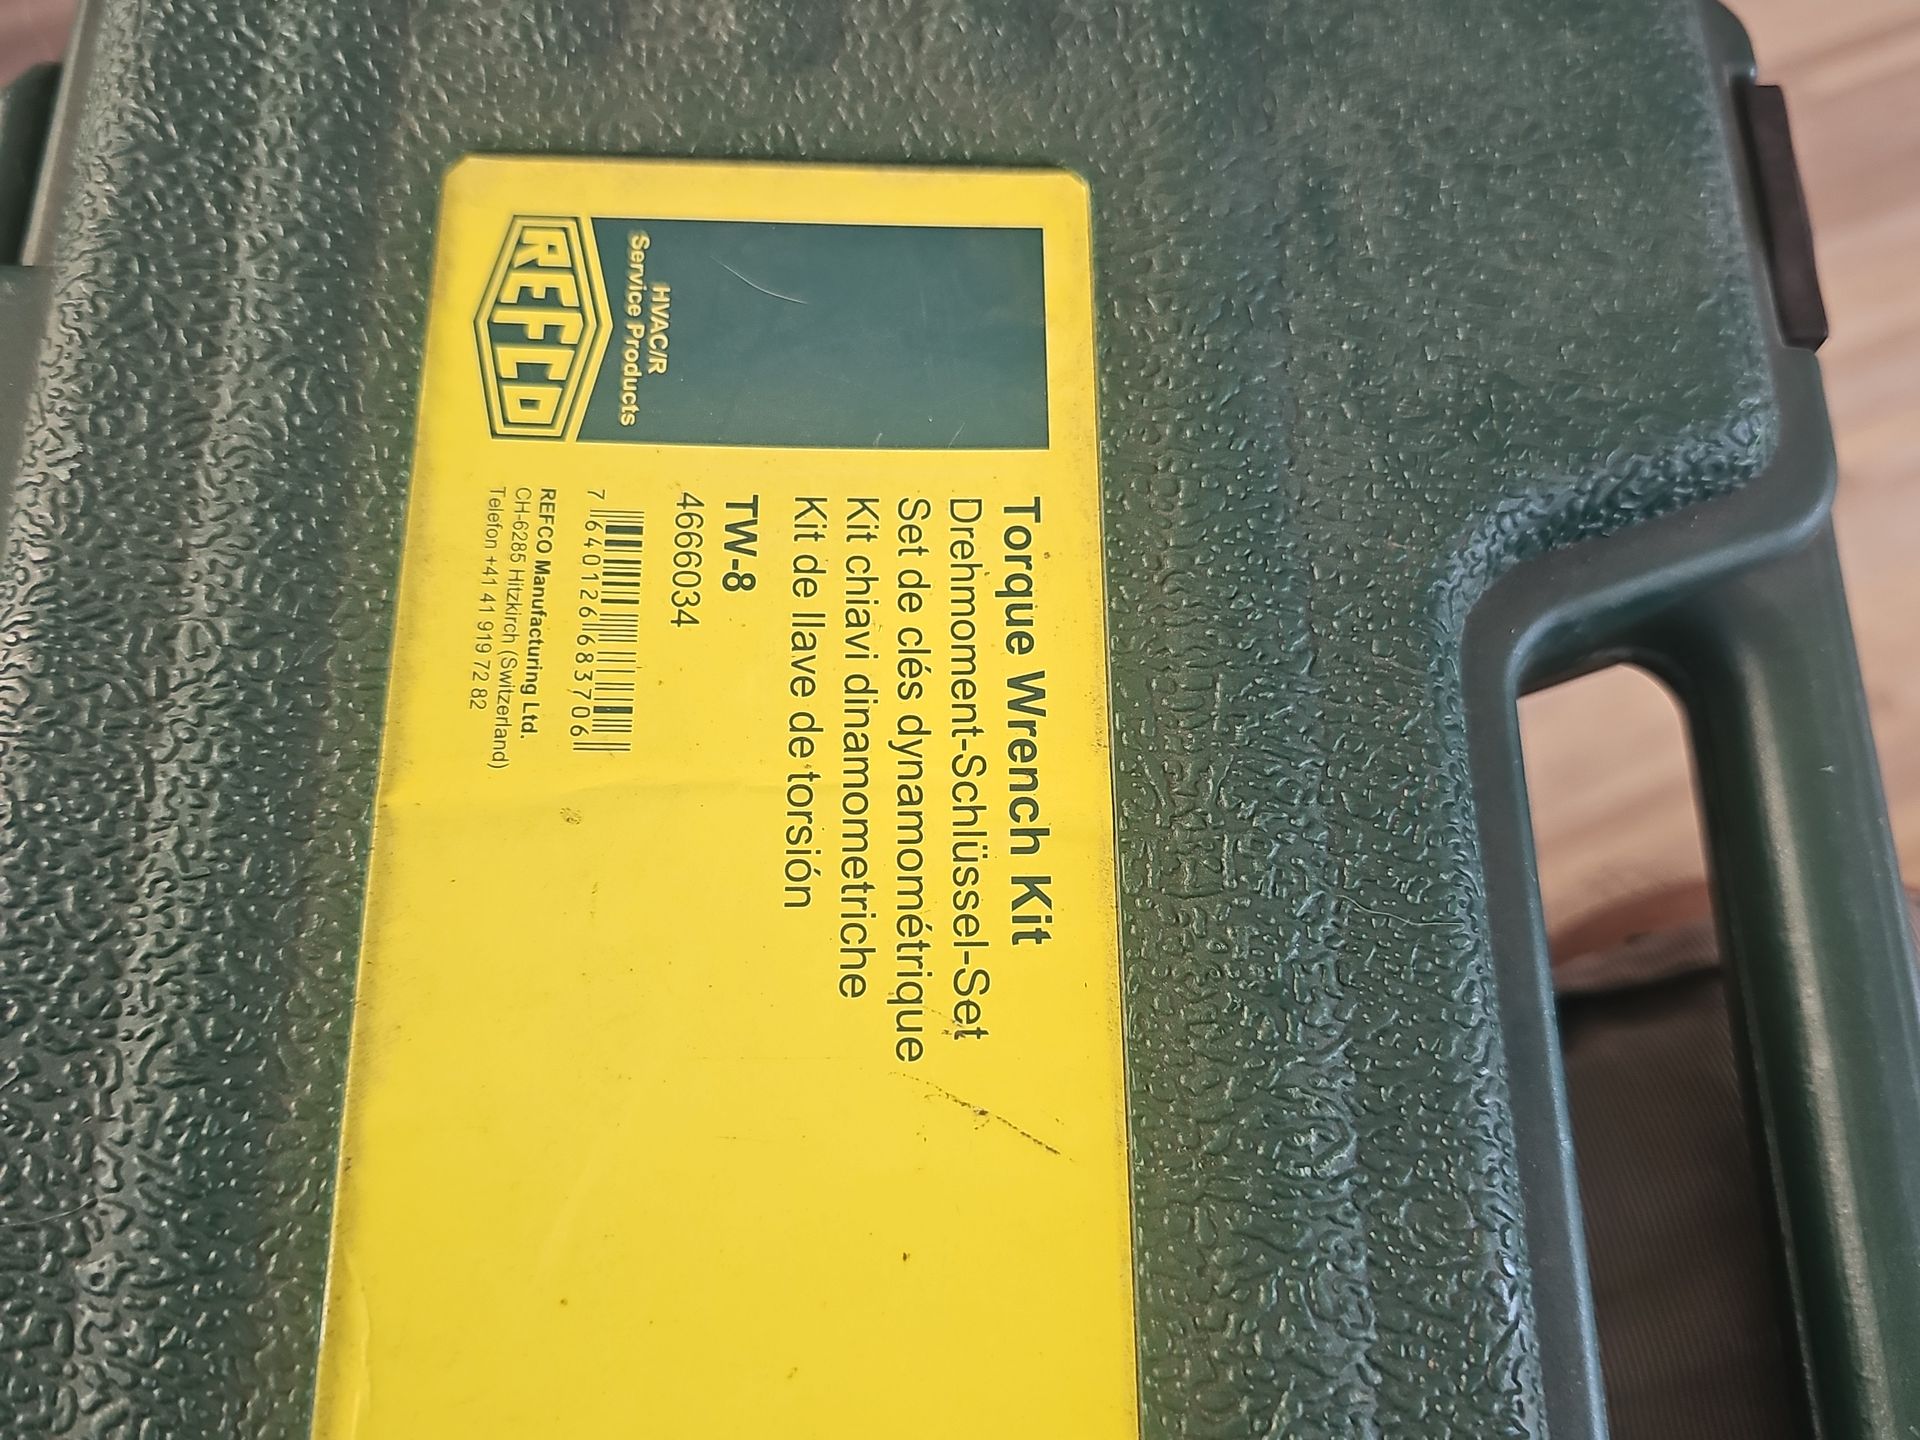 REFCO
HVAC/R
Service Products
Torque Wrench Kit
Drehmoment-Schlüssel-Set
Set de clés dynamométrique
Kit chiavi dinamometriche
Kit de llave de torsión
TW-8
4666034
7 640126 683706
REFCO Manufacturing Ltd.
CH-6285 Hitzkirch (Switzerland)
Telefon +41 41 919 72 82